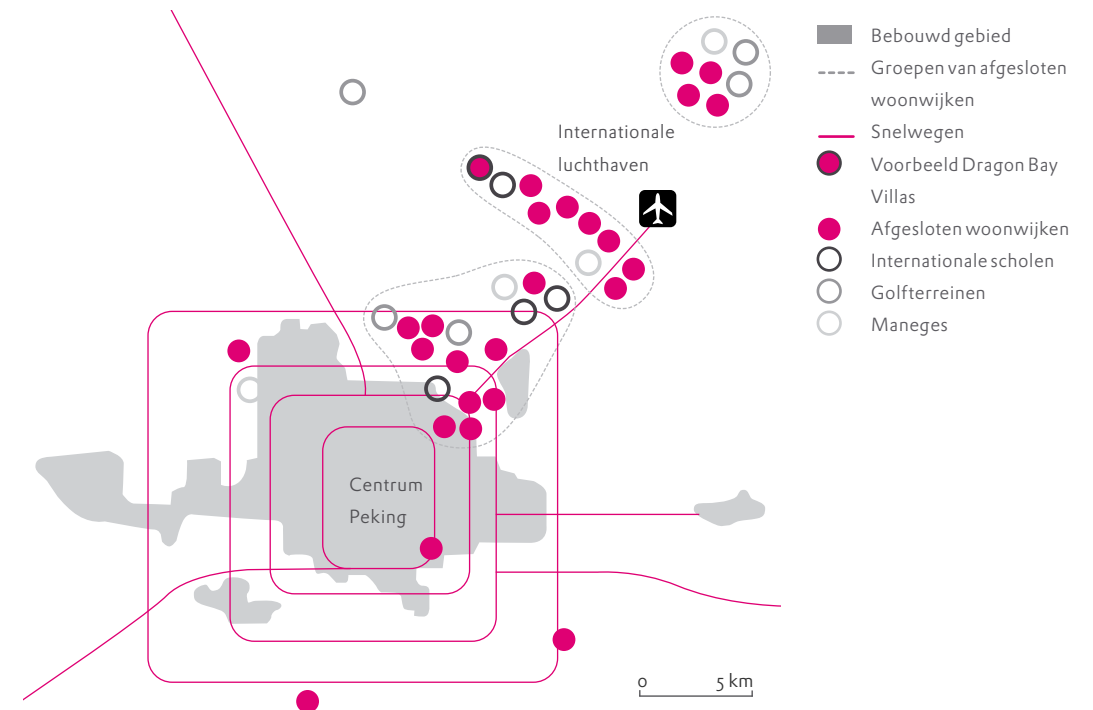 Internationale
luchthaven
Centrum
Peking
0 5 km
Bebouwd gebied
Groepen van afgesloten
woonwijken
Snelwegen
Voorbeeld Dragon Bay
Villas
Afgesloten woonwijken
Internationale scholen
Golfterreinen
Maneges